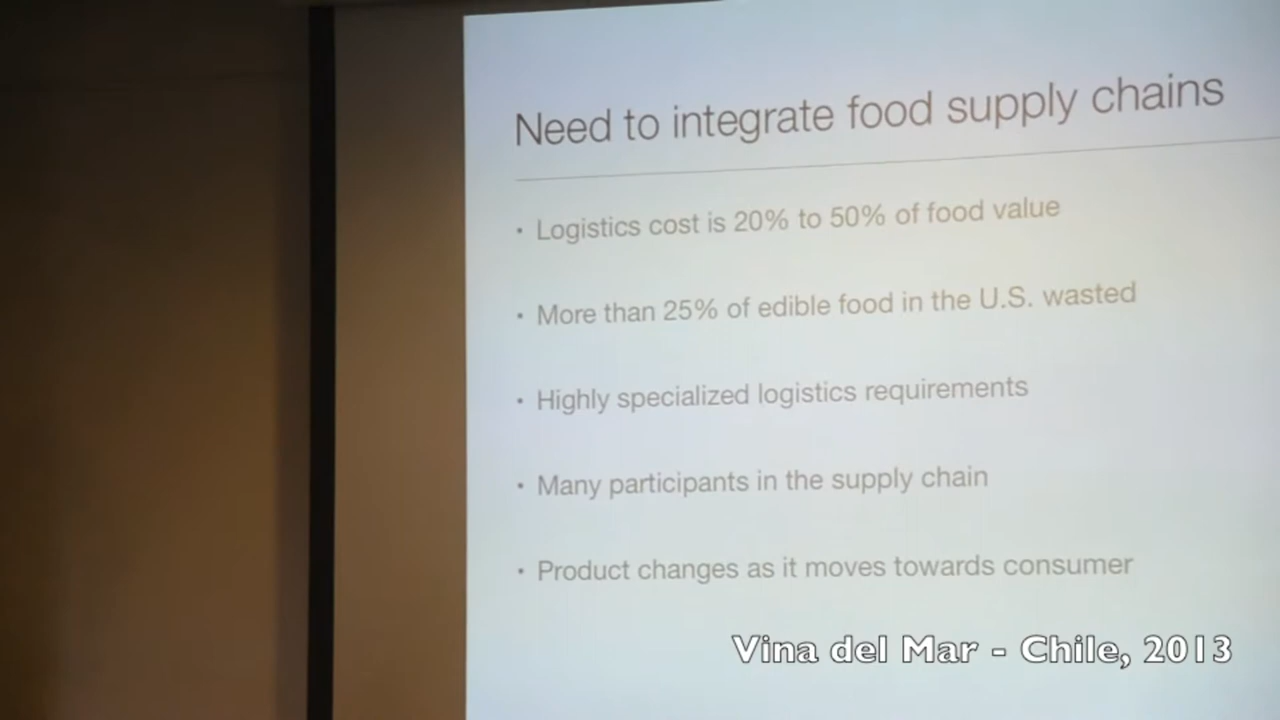 Need to integrate food supply chains
• Logistics cost is 20% to 50% of food value
• More than 25% of edible food in the U.S. wasted
• Highly specialized logistics requirements
• Many participants in the supply chain
• Product changes as it moves towards consumer
Vina del Mar - Chile, 2013